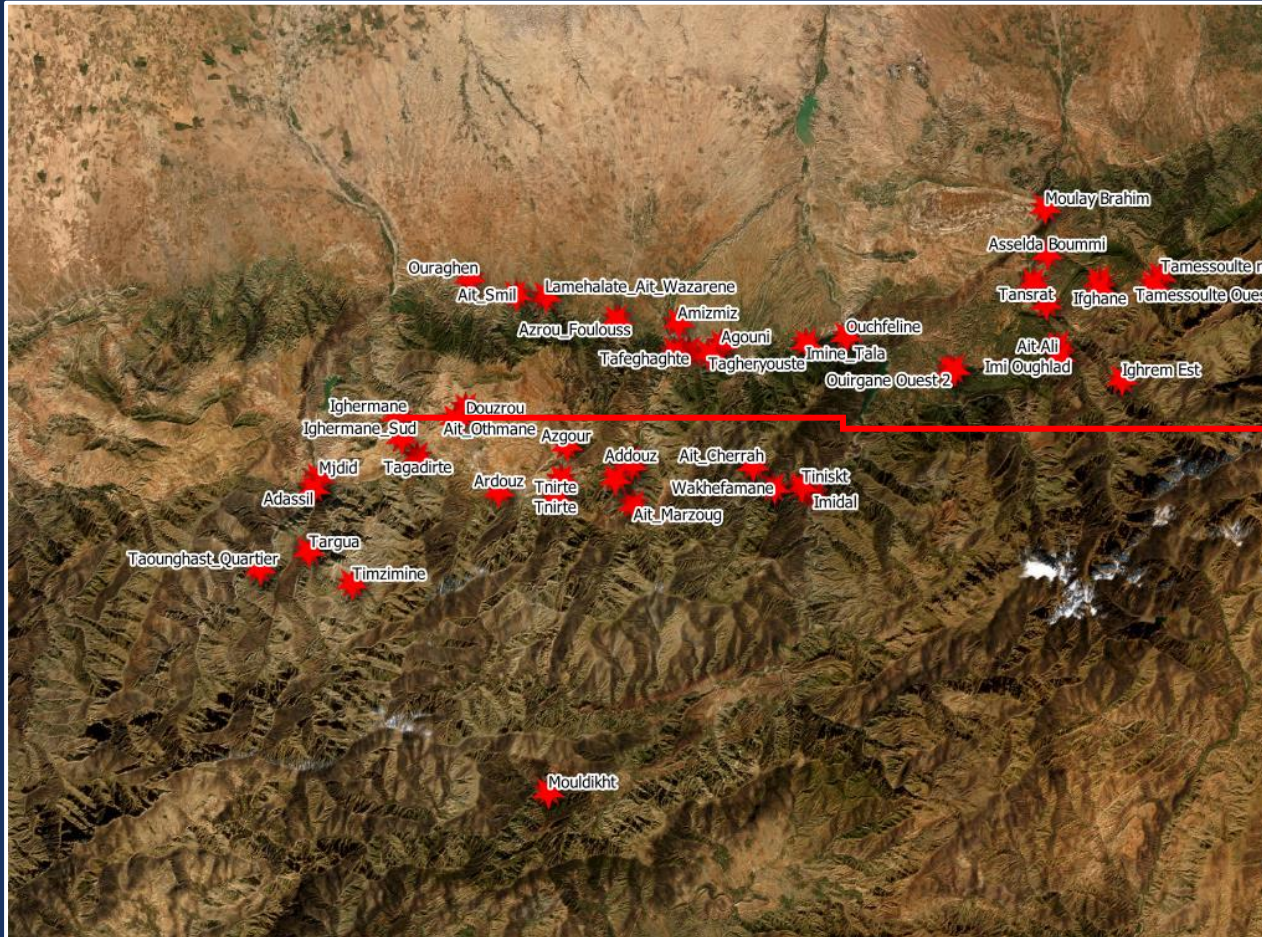 Moulay Brahim
Asselda Boummi
Ouraghen
Tamessoulte n
Ait_Smil
Lamehalate_Ait_Wazarene
Tansrat
Ifghane
Tamessoulte Oues
Amizmiz
Azrou_Foulouss
Ouchfeline
Agouni
Ait Ali
Tafeghaghte
Tagheryouste
Imine_Tala
Imi Oughlad
Ighrem Est
Ouirgane Ouest 2
Ighermane
Douzrou
Ighermane_Sud
Ait_Othmane
Azgour
Mjdid
Tagadirte
Addouz
Ait_Cherrah
Ardouz
Tnirte
Wakhefamane
Tiniskt
Adassil
Tnirte
Imidal
Ait_Marzoug
Targua
Taounghast_Quartier
Timzimine
Mouldikht